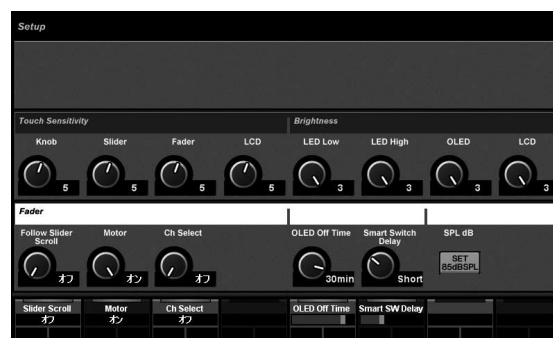 Setup
Touch Sensitivity Brightness
Knob Slider Fader LCD LED Low LED High OLED LCD
5 5 5 5 3 3 3 3
Fader
Follow Slider Scroll Motor Ch Select OLED Off Time Smart Switch Delay SPL dB
オフ オン オフ 30min Short SET 85dBSPL
Slider Scroll Motor Ch Select OLED Off Time Smart SW Delay
オフ オン オフ